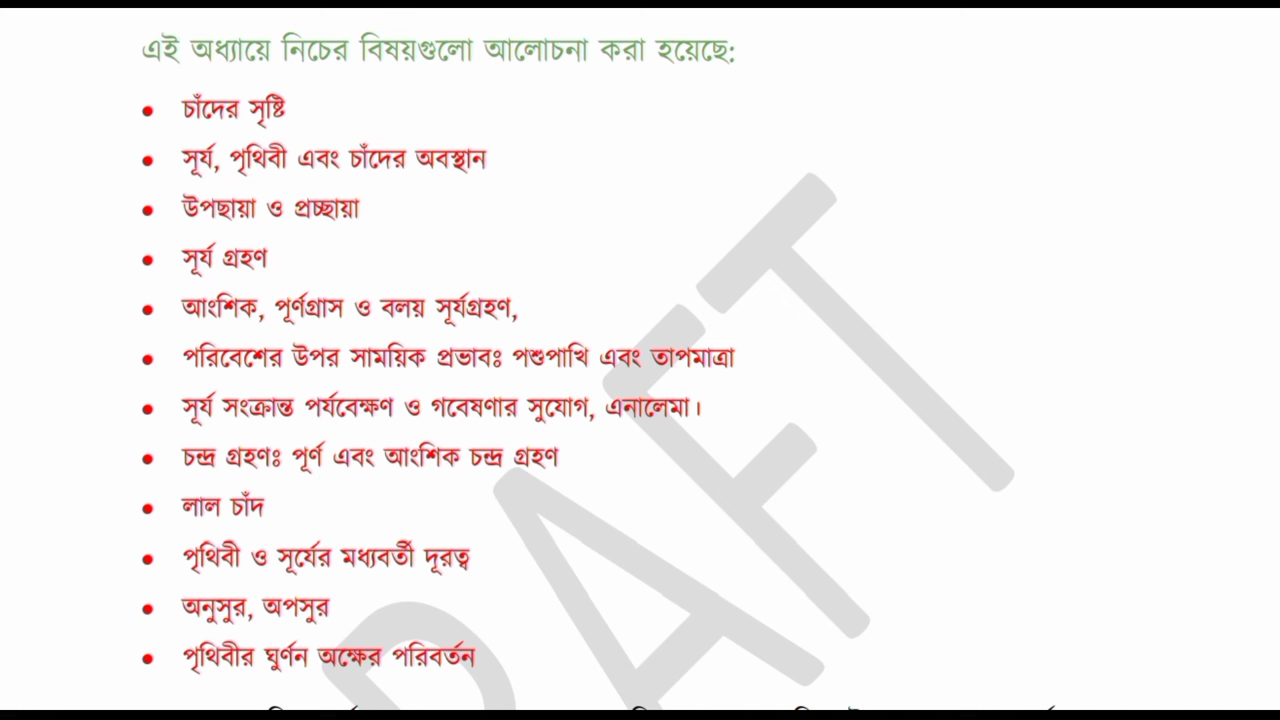 এই অধ্যায়ে নিচের বিষয়গুলো আলোচনা করা হয়েছে:
• চাঁদের সৃষ্টি
• সূর্য, পৃথিবী এবং চাঁদের অবস্থান
• উপছায়া ও প্রচ্ছায়া
• সূর্য গ্রহণ
• আংশিক, পূর্ণগ্রাস ও বলয় সূর্যগ্রহণ,
• পরিবেশের উপর সাময়িক প্রভাবঃ পশুপাখি এবং তাপমাত্রা
• সূর্য সংক্রান্ত পর্যবেক্ষণ ও গবেষণার সুযোগ, এনালেমা।
• চন্দ্র গ্রহণঃ পূর্ণ এবং আংশিক চন্দ্র গ্রহণ
• লাল চাঁদ
• পৃথিবী ও সূর্যের মধ্যবর্তী দূরত্ব
• অনুসুর, অপসুর
• পৃথিবীর ঘুর্ণন অক্ষের পরিবর্তন